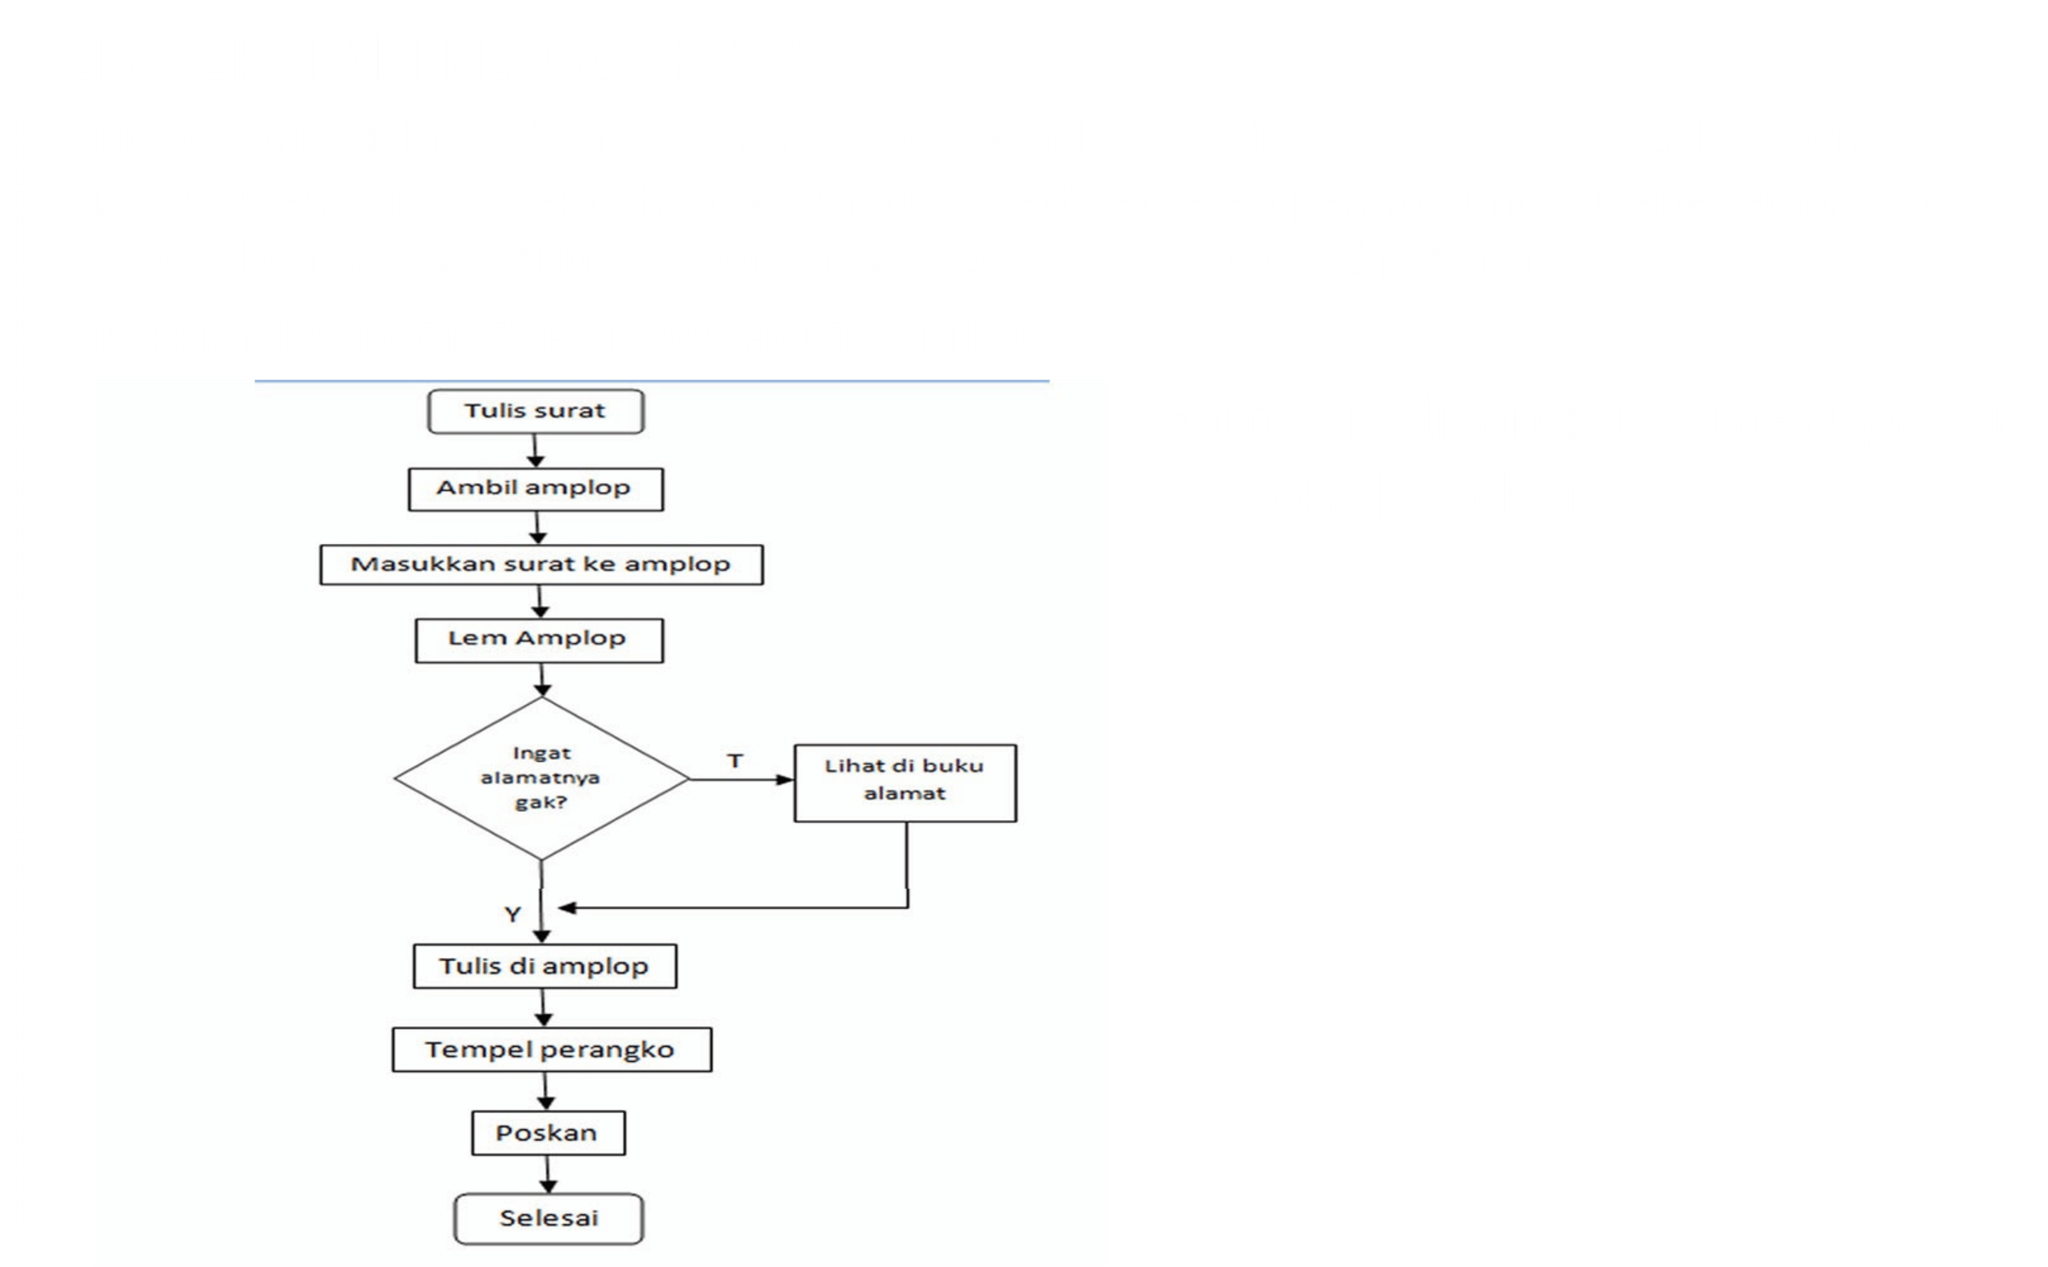 Tulis surat
Ambil amplop
Masukkan surat ke amplop
Lem Amplop
Ingat
alamatnya
gak?
T
Lihat di buku
alamat
Y
Tulis di amplop
Tempel perangko
Poskan
Selesai